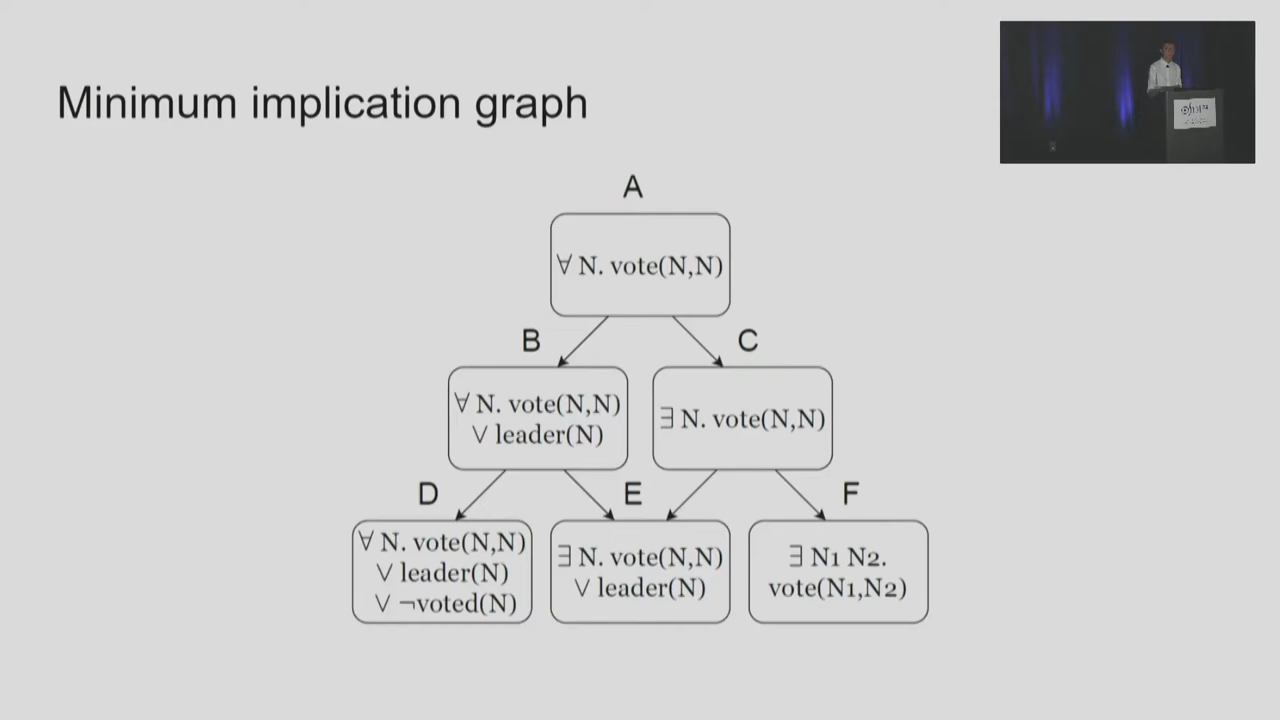 Minimum implication graph
A
∀ N. vote(N,N)
B
C
∀ N. vote(N,N)
∨ leader(N)
∃ N. vote(N,N)
D
E
F
∀ N. vote(N,N)
∨ leader(N)
∨ ¬voted(N)
∃ N. vote(N,N)
∨ leader(N)
∃ N1 N2.
vote(N1,N2)